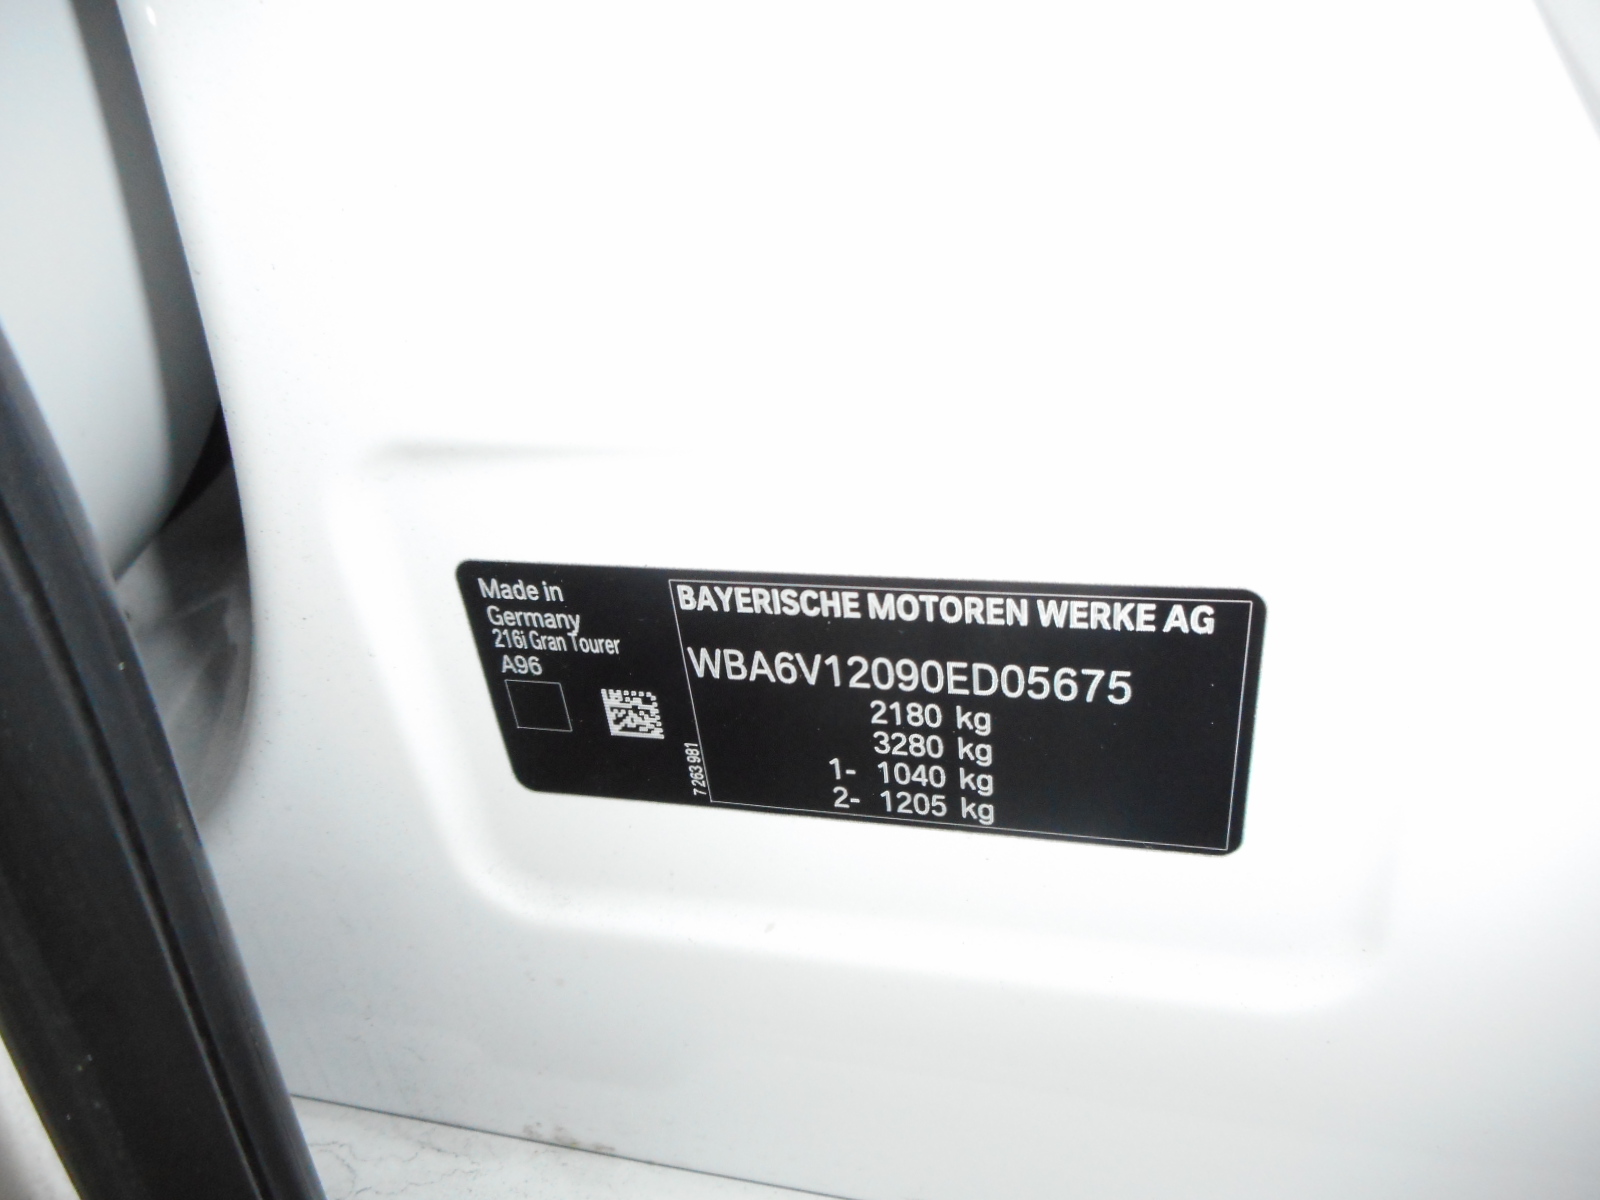 Made in
Germany
216i Gran Tourer
A96
7 263 981
BAYERISCHE MOTOREN WERKE AG
WBA6V12090ED05675
2180 kg
3280 kg
1- 1040 kg
2- 1205 kg